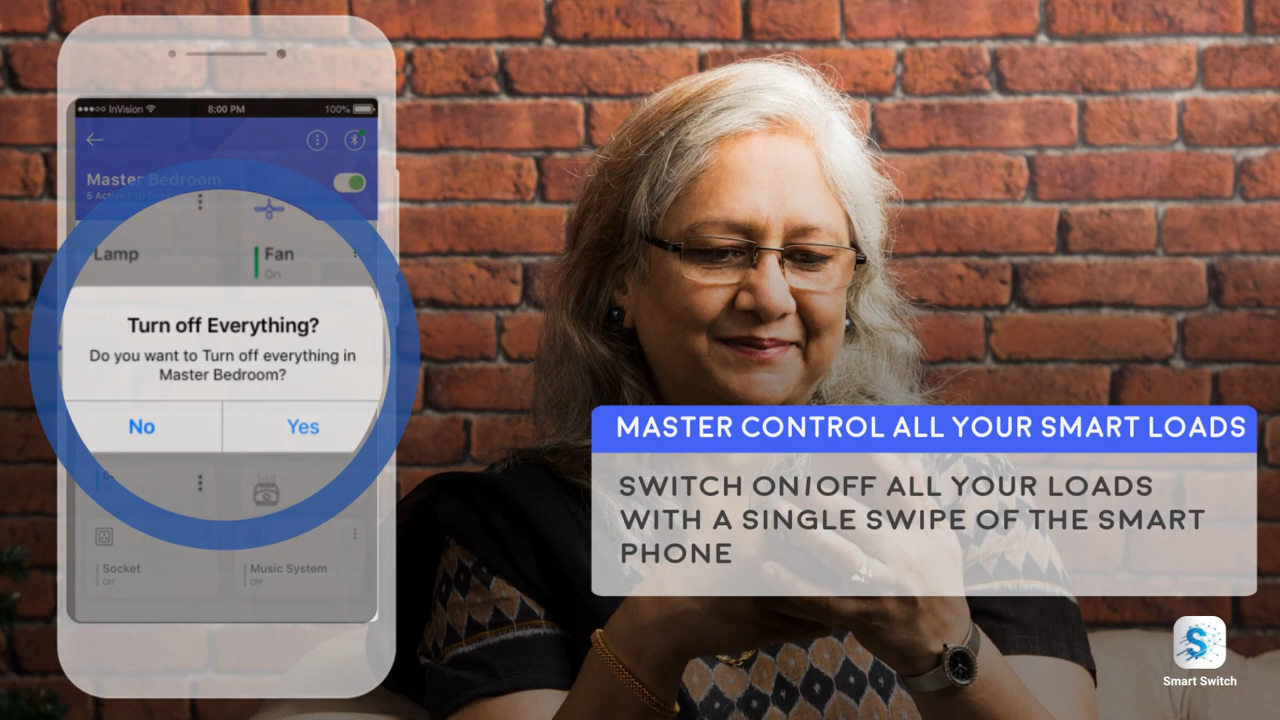 InVision 8:00 PM 100%
Master Bedroom
5 Active
Lamp Fan
On
Turn off Everything?
Do you want to Turn off everything in
Master Bedroom?
No Yes
Socket Music System
Off Off
MASTER CONTROL ALL YOUR SMART LOADS
SWITCH ON/OFF ALL YOUR LOADS
WITH A SINGLE SWIPE OF THE SMART
PHONE
S
Smart Switch